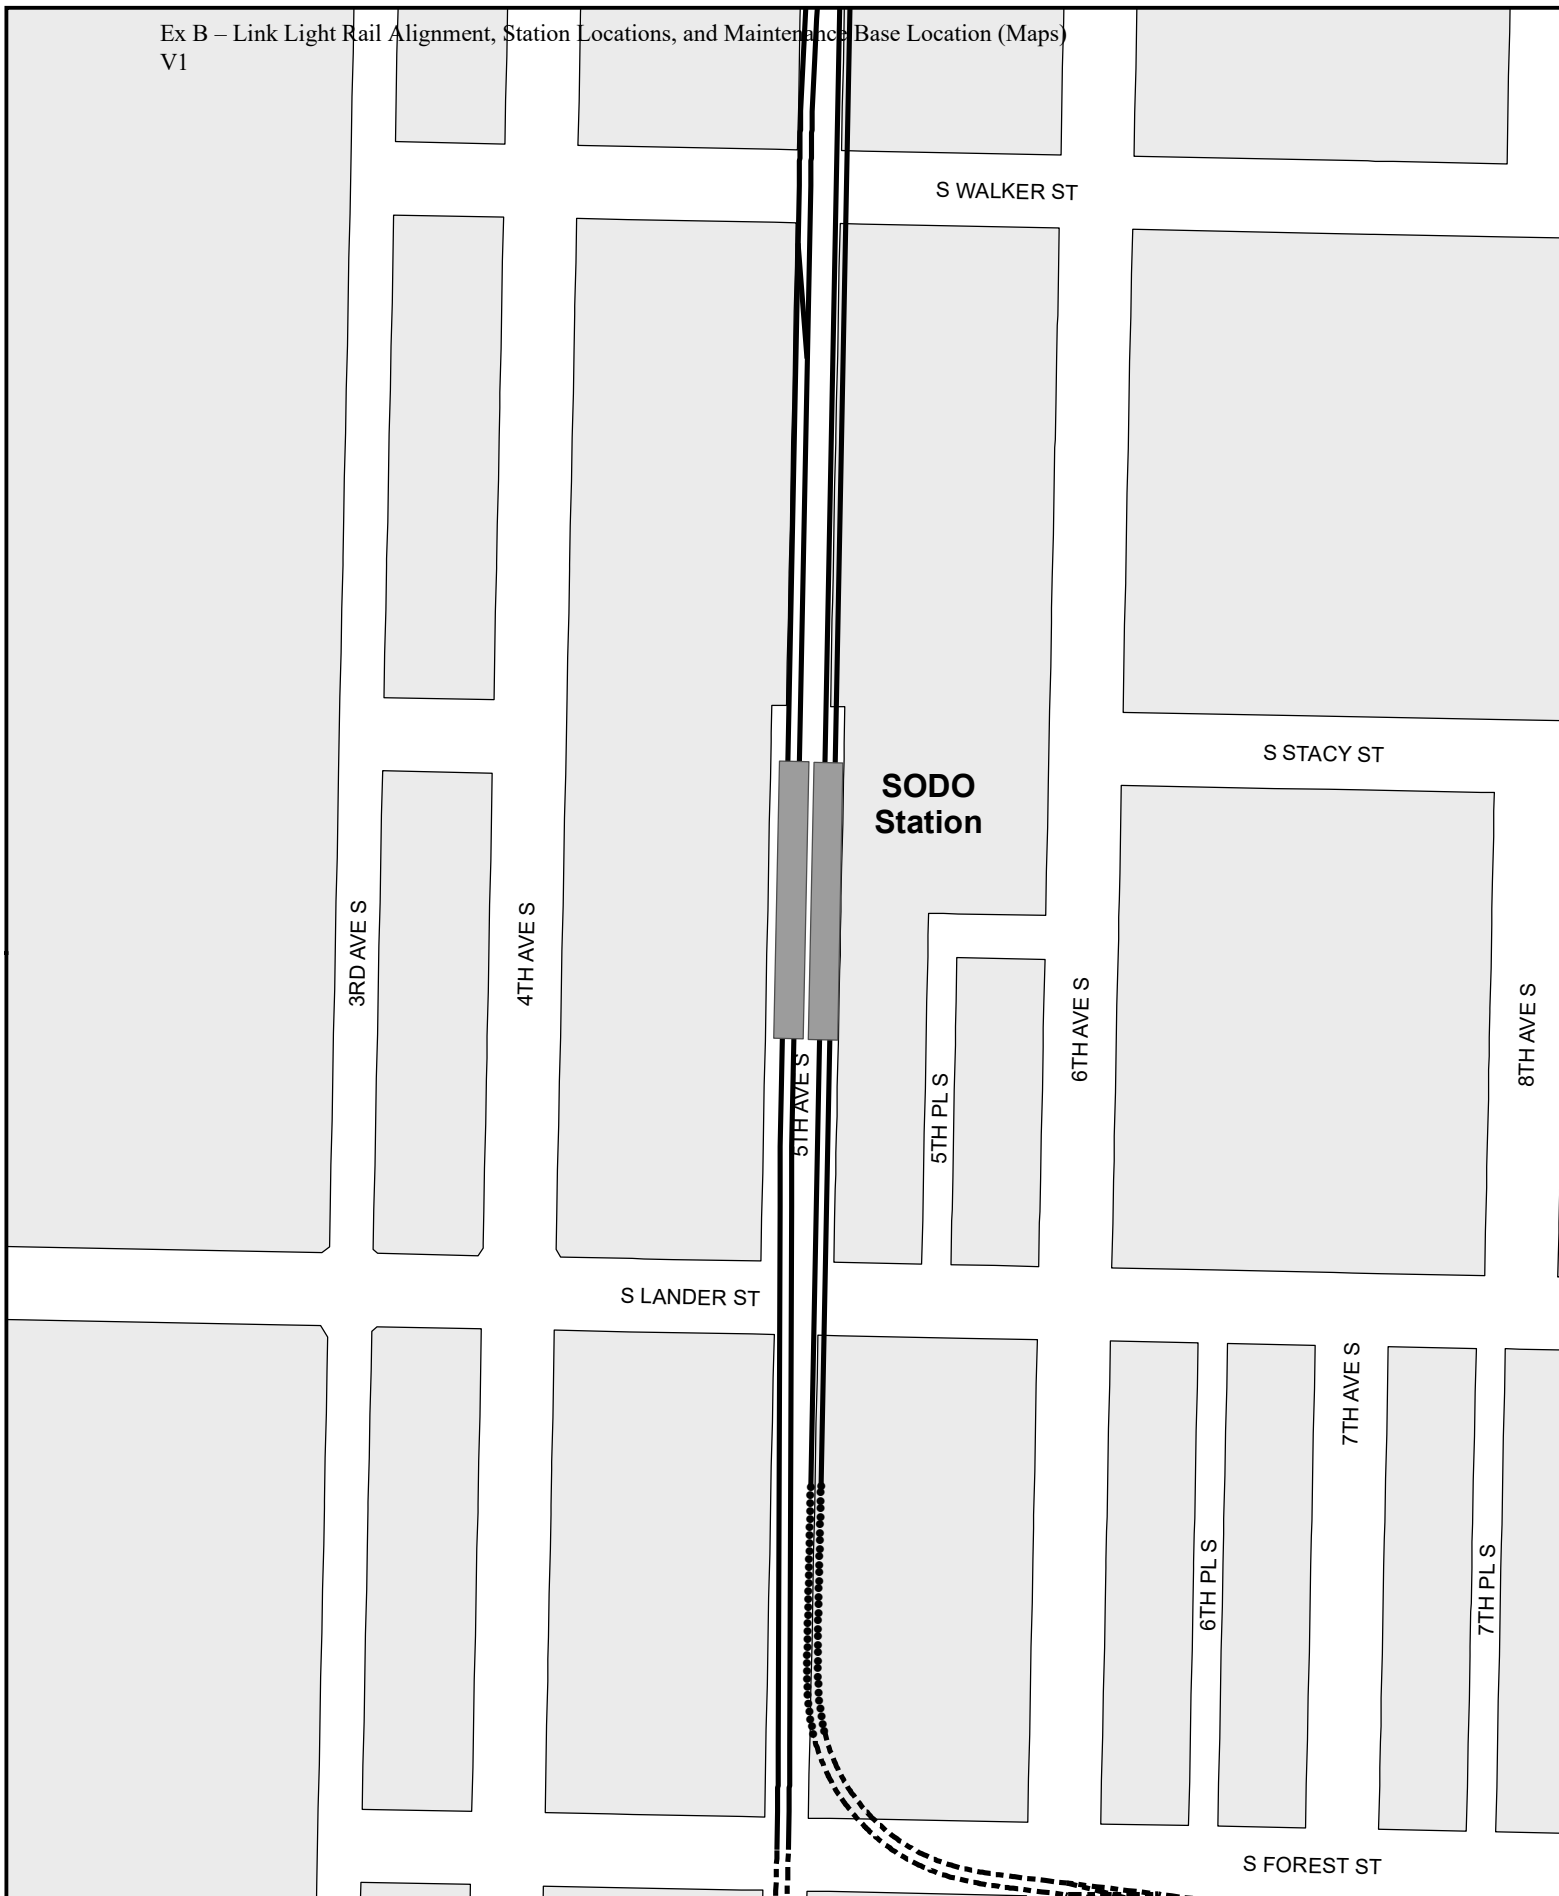 Ex B – Link Light Rail Alignment, Station Locations, and Maintenance Base Location (Maps)
V1
S WALKER ST
S STACY ST
SODO
Station
3RD AVE S
4TH AVE S
5TH AVE S
5TH PL S
6TH AVE S
8TH AVE S
S LANDER ST
7TH AVE S
6TH PL S
7TH PL S
S FOREST ST